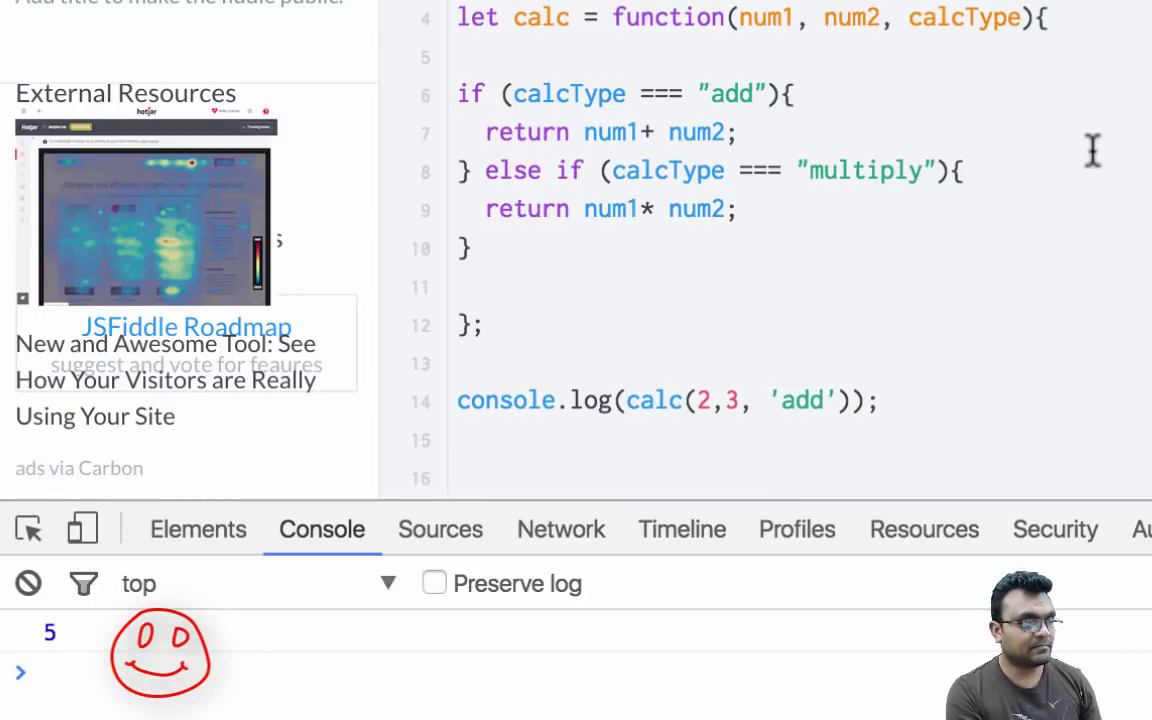 Add title to make the fiddle public.
External Resources
hotjar
Hotjar
s
JSFiddle Roadmap
suggest and vote for feaures
New and Awesome Tool: See
How Your Visitors are Really
Using Your Site
ads via Carbon
4 let calc = function(num1, num2, calcType){
5
6 if (calcType === "add"){
7 return num1+ num2;
8 } else if (calcType === "multiply"){
9 return num1* num2;
10 }
11
12 };
13
14 console.log(calc(2,3, 'add'));
15
16
Elements Console Sources Network Timeline Profiles Resources Security Au
top Preserve log
5
>